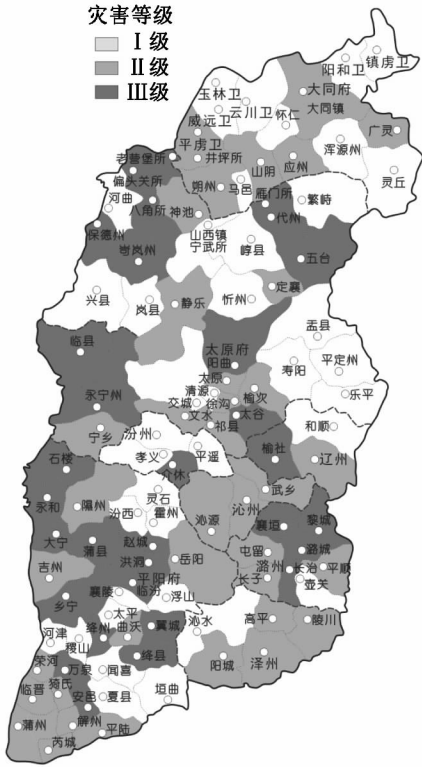 灾害等级
Ⅰ级
Ⅱ级
Ⅲ级
镇虏卫
阳和卫
玉林卫
大同府
云川卫
大同镇
威远卫
怀仁
广灵
平虏卫
浑源州
老营堡所
井坪所
偏头关所
山阴
应州
灵丘
河曲
朔州
马邑
八角所
神池
雁门所
繁峙
代州
保德州
山西镇
宁武所
崞县
岢岚州
五台
兴县
岚县
静乐
忻州
定襄
盂县
临县
太原府
阳曲
寿阳
平定州
太原
永宁州
清源
榆次
乐平
交城
徐沟
文水
太谷
宁乡
汾州
祁县
和顺
孝义
平遥
榆社
辽州
石楼
介休
灵石
武乡
永和
隰州
汾西
霍州
沁源
沁州
襄垣
黎城
大宁
蒲县
赵城
屯留
潞城
吉州
洪洞
岳阳
潞州
长治
平顺
平阳府
长子
壶关
乡宁
襄陵
临汾
浮山
太平
河津
绛州
曲沃
翼城
沁水
高平
陵川
稷山
荣河
万泉
闻喜
绛县
阳城
泽州
临晋
猗氏
安邑
夏县
垣曲
蒲州
解州
平陆
芮城